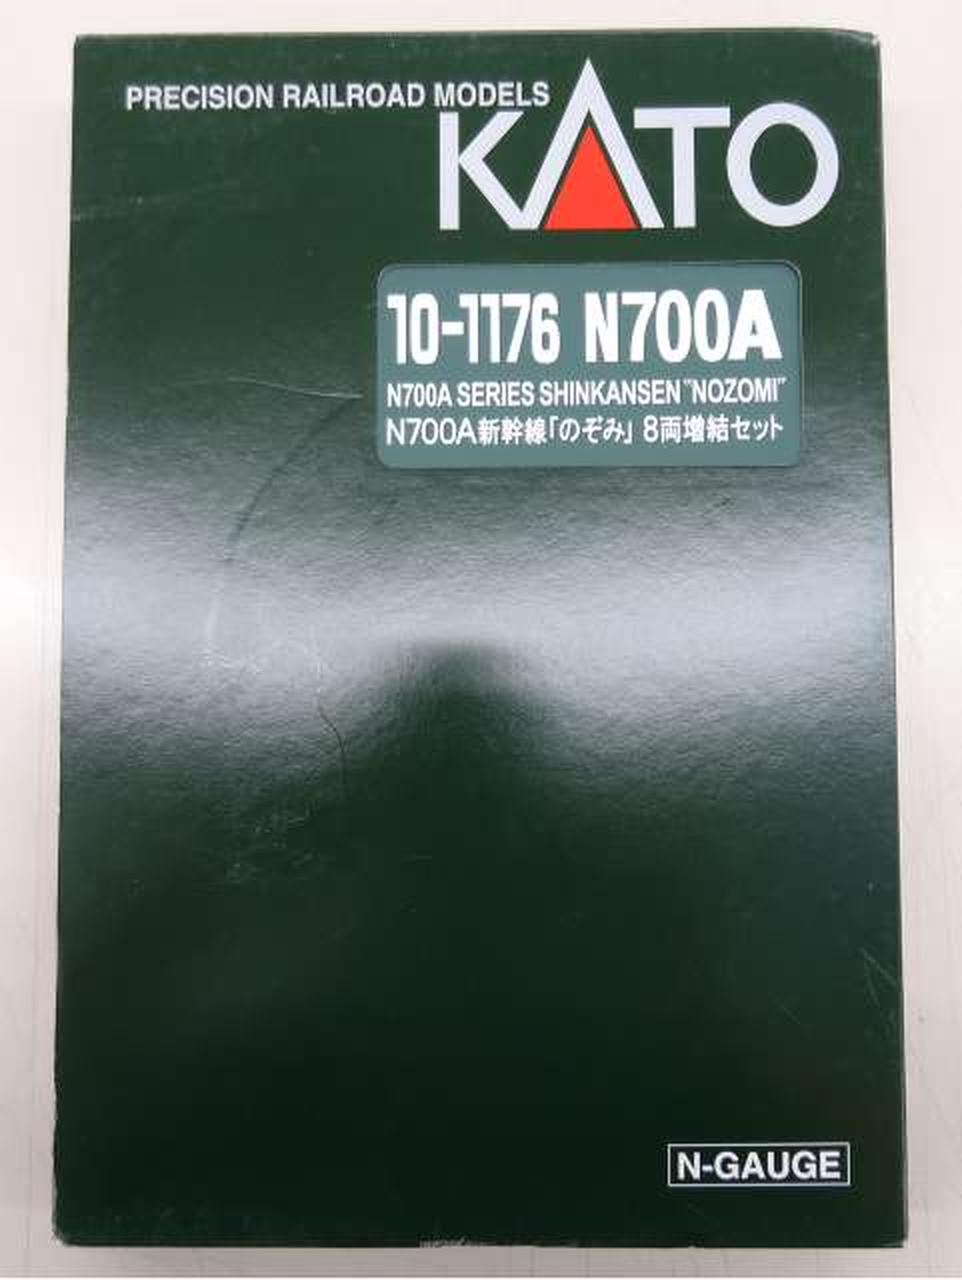 PRECISION RAILROAD MODELS
KATO
10-1176 N700A
N700A SERIES SHINKANSEN "NOZOMI"
N700A新幹線「のぞみ」 8両増結セット
N-GAUGE